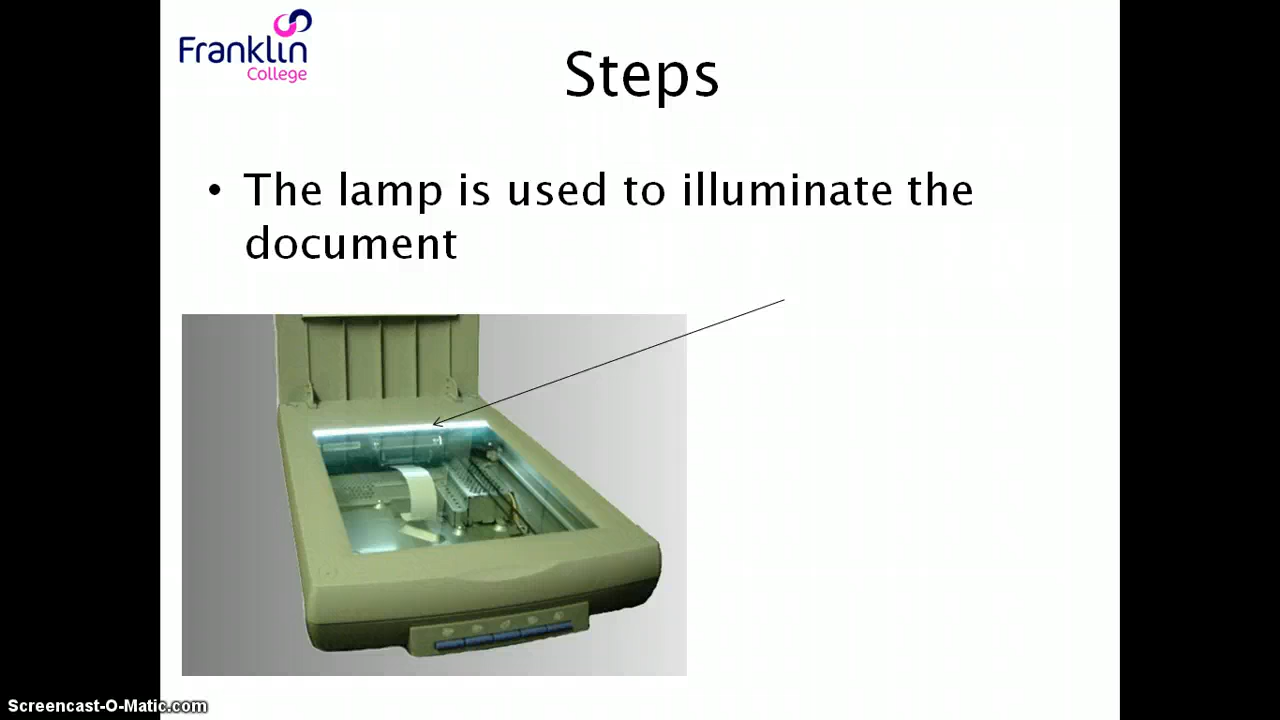 Franklin
College
Steps
• The lamp is used to illuminate the
document
Screencast-O-Matic.com